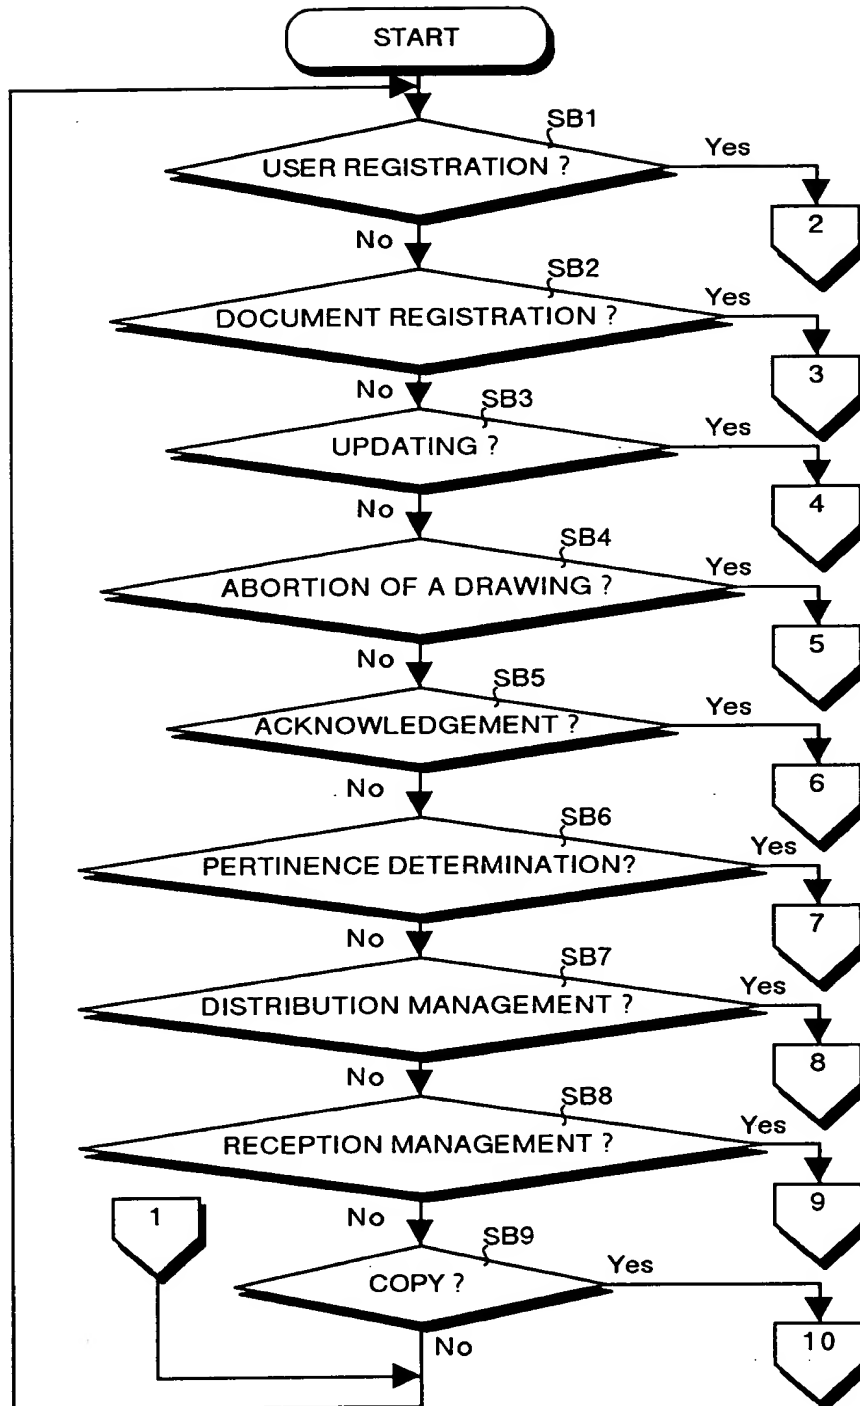 START
SB1
USER REGISTRATION ?
Yes
2
No
SB2
DOCUMENT REGISTRATION ?
Yes
3
No
SB3
UPDATING ?
Yes
4
No
SB4
ABORTION OF A DRAWING ?
Yes
5
No
SB5
ACKNOWLEDGEMENT ?
Yes
6
No
SB6
PERTINENCE DETERMINATION?
Yes
7
No
SB7
DISTRIBUTION MANAGEMENT ?
Yes
8
No
SB8
RECEPTION MANAGEMENT ?
Yes
9
1
No
SB9
COPY ?
Yes
10
No